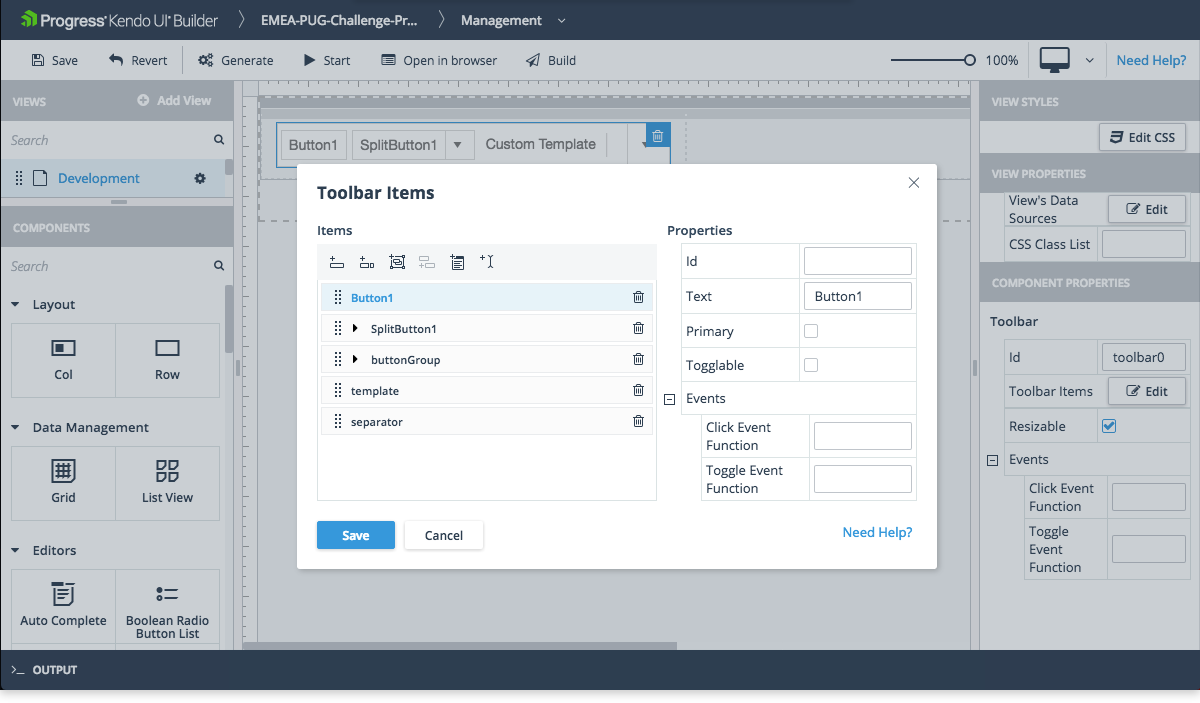 Progress Kendo UI Builder
EMEA-PUG-Challenge-Pr...
Management
Save
Revert
Generate
Start
Open in browser
Build
100%
Need Help?
VIEWS
Add View
Search
Development
COMPONENTS
Search
Layout
Col
Row
Data Management
Grid
List View
Editors
Auto Complete
Boolean Radio
Button List
Button1
SplitButton1
Custom Template
Toolbar Items
Items
Button1
SplitButton1
buttonGroup
template
separator
Properties
Id
Text
Button1
Primary
Togglable
Events
Click Event
Function
Toggle Event
Function
Save
Cancel
Need Help?
VIEW STYLES
Edit CSS
VIEW PROPERTIES
View's Data
Sources
Edit
CSS Class List
COMPONENT PROPERTIES
Toolbar
Id
toolbar0
Toolbar Items
Edit
Resizable
Events
Click Event
Function
Toggle
Event
Function
>_ OUTPUT